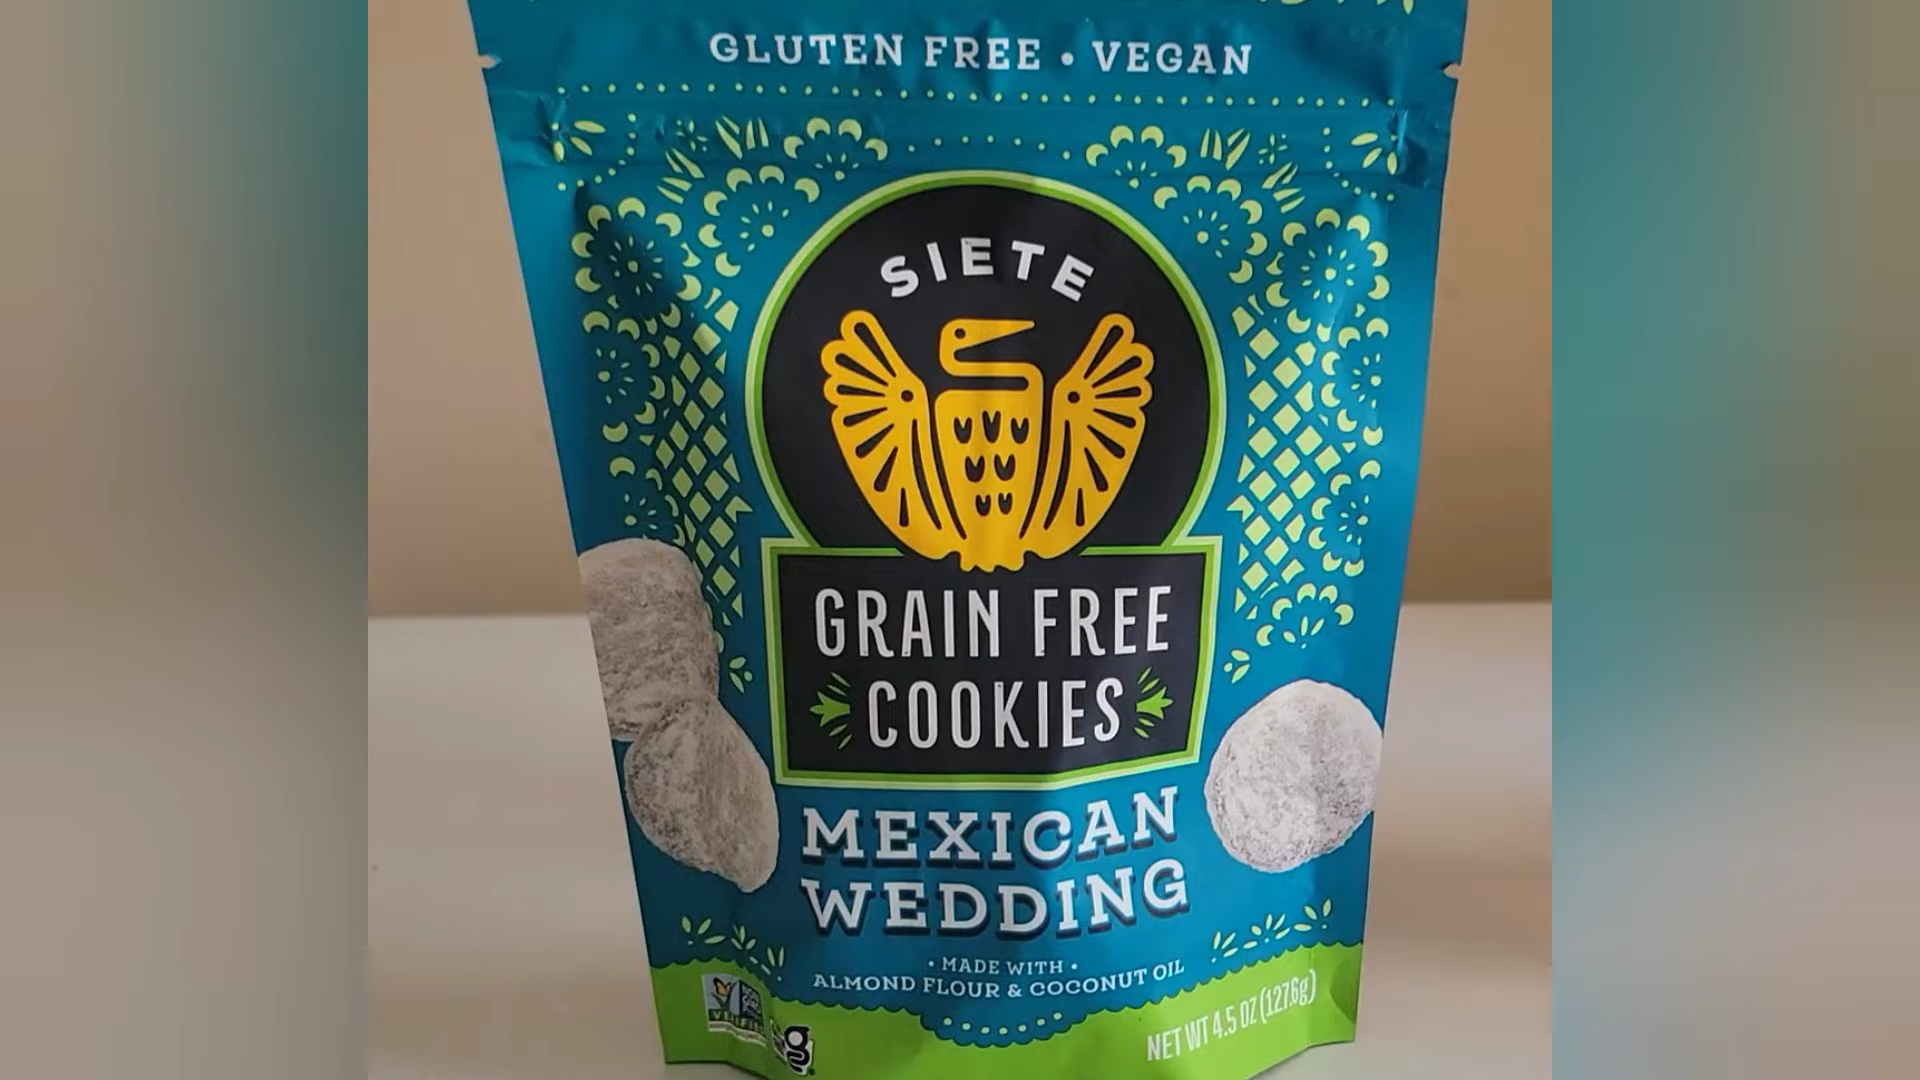 GLUTEN FREE • VEGAN
SIETE
GRAIN FREE
COOKIES
MEXICAN
WEDDING
• MADE WITH •
ALMOND FLOUR & COCONUT OIL
NET WT 4.5 OZ (127.6g)